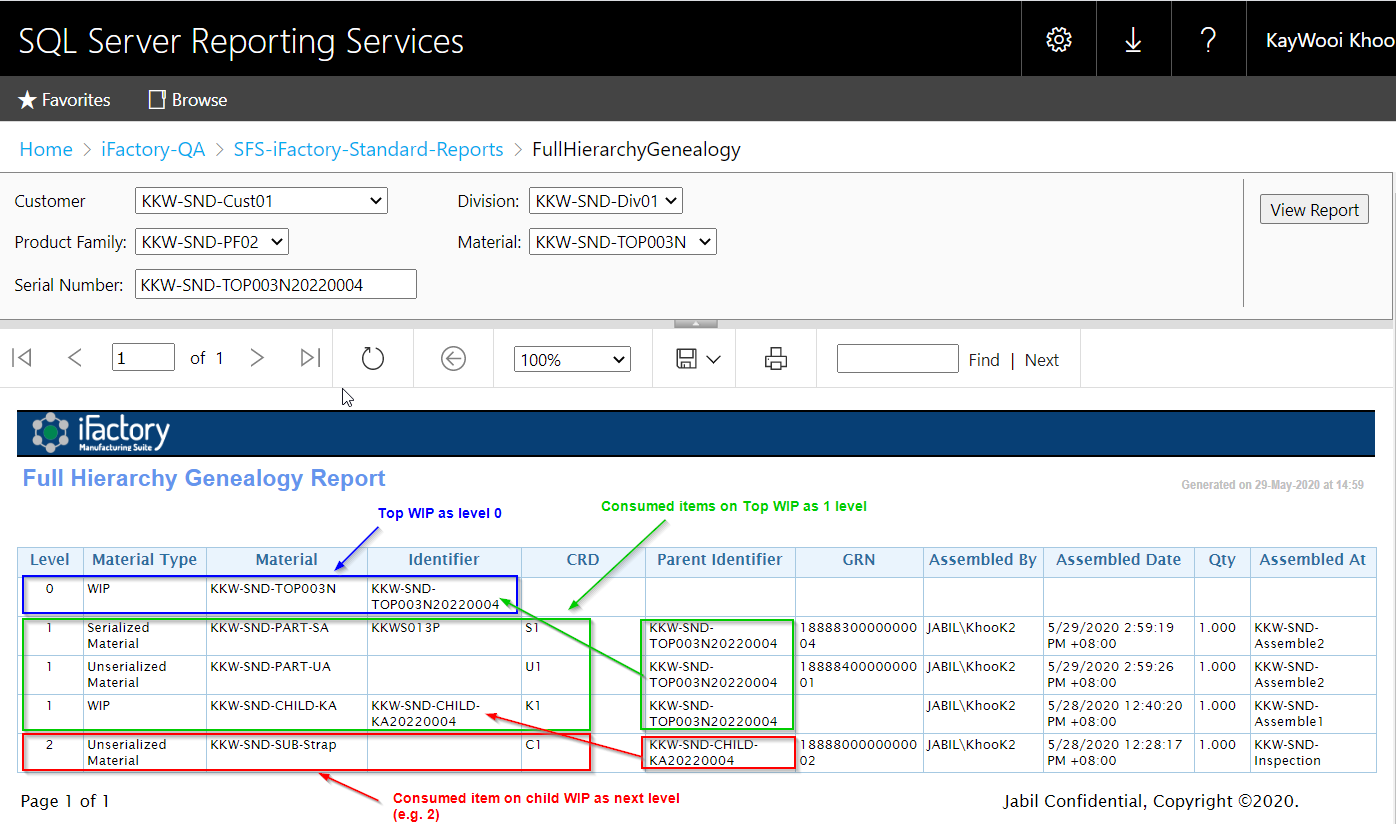 SQL Server Reporting Services
? KayWooi Khoo
Favorites Browse
Home > iFactory-QA > SFS-iFactory-Standard-Reports > FullHierarchyGenealogy
Customer KKW-SND-Cust01 Division: KKW-SND-Div01
View Report
Product Family: KKW-SND-PF02 Material: KKW-SND-TOP003N
Serial Number: KKW-SND-TOP003N20220004
1 of 1 100% Find | Next
iFactory
Manufacturing Suite
Full Hierarchy Genealogy Report
Generated on 29-May-2020 at 14:59
Top WIP as level 0
Consumed items on Top WIP as 1 level
Level Material Type Material Identifier CRD Parent Identifier GRN Assembled By Assembled Date Qty Assembled At
0 WIP KKW-SND-TOP003N KKW-SND-
TOP003N20220004
1 Serialized KKW-SND-PART-SA KKWS013P S1 KKW-SND- 18888300000000 JABIL\KhooK2 5/29/2020 2:59:19 1.000 KKW-SND-
Material TOP003N20220004 04 PM +08:00 Assemble2
1 Unserialized KKW-SND-PART-UA U1 KKW-SND- 18888400000000 JABIL\KhooK2 5/29/2020 2:59:26 1.000 KKW-SND-
Material TOP003N20220004 01 PM +08:00 Assemble2
1 WIP KKW-SND-CHILD-KA KKW-SND-CHILD- K1 KKW-SND- JABIL\KhooK2 5/28/2020 12:40:20 1.000 KKW-SND-
KA20220004 TOP003N20220004 PM +08:00 Assemble1
2 Unserialized KKW-SND-SUB-Strap C1 KKW-SND-CHILD- 18888000000000 JABIL\KhooK2 5/28/2020 12:28:17 1.000 KKW-SND-
Material KA20220004 02 PM +08:00 Inspection
Consumed item on child WIP as next level
(e.g. 2)
Page 1 of 1 Jabil Confidential, Copyright ©2020.